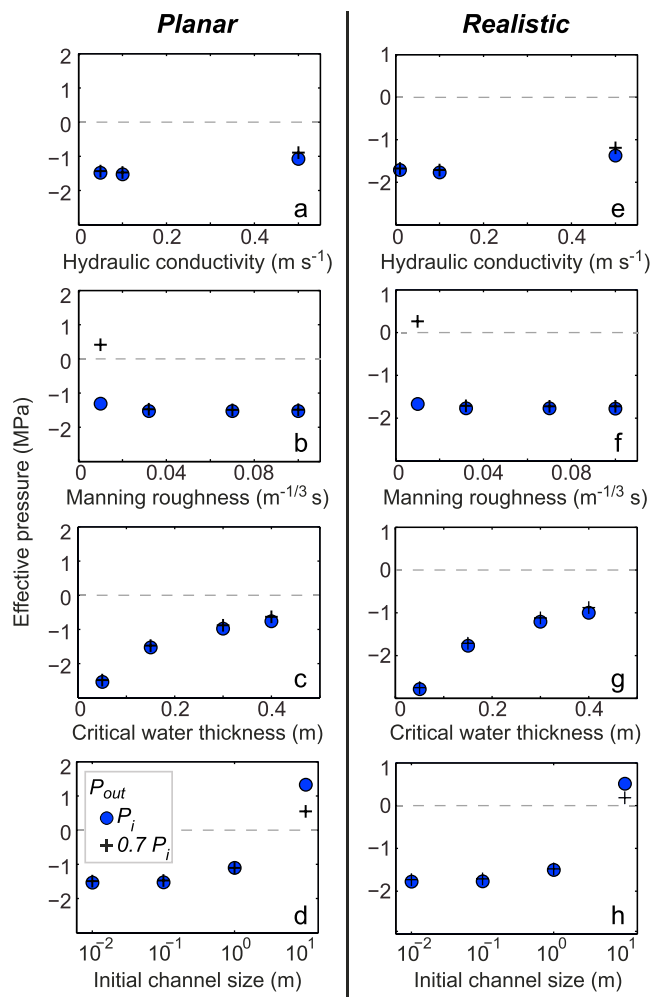 Planar
Realistic
2
1
0
−1
−2
a
0 0.2 0.4
Hydraulic conductivity (m s-1)
1
0
−1
−2
e
0 0.2 0.4
Hydraulic conductivity (m s-1)
2
1
0
−1
−2
b
0.04 0.08
Manning roughness (m-1/3 s)
1
0
−1
−2
f
0.04 0.08
Manning roughness (m-1/3 s)
Effective pressure (MPa)
2
1
0
−1
−2
c
0 0.2 0.4
Critical water thickness (m)
1
0
−1
−2
g
0 0.2 0.4
Critical water thickness (m)
2
1
0
−1
−2
Pout
Pi
0.7 Pi
d
10−2 10−1 100 101
Initial channel size (m)
1
0
−1
−2
h
10−2 10−1 100 101
Initial channel size (m)